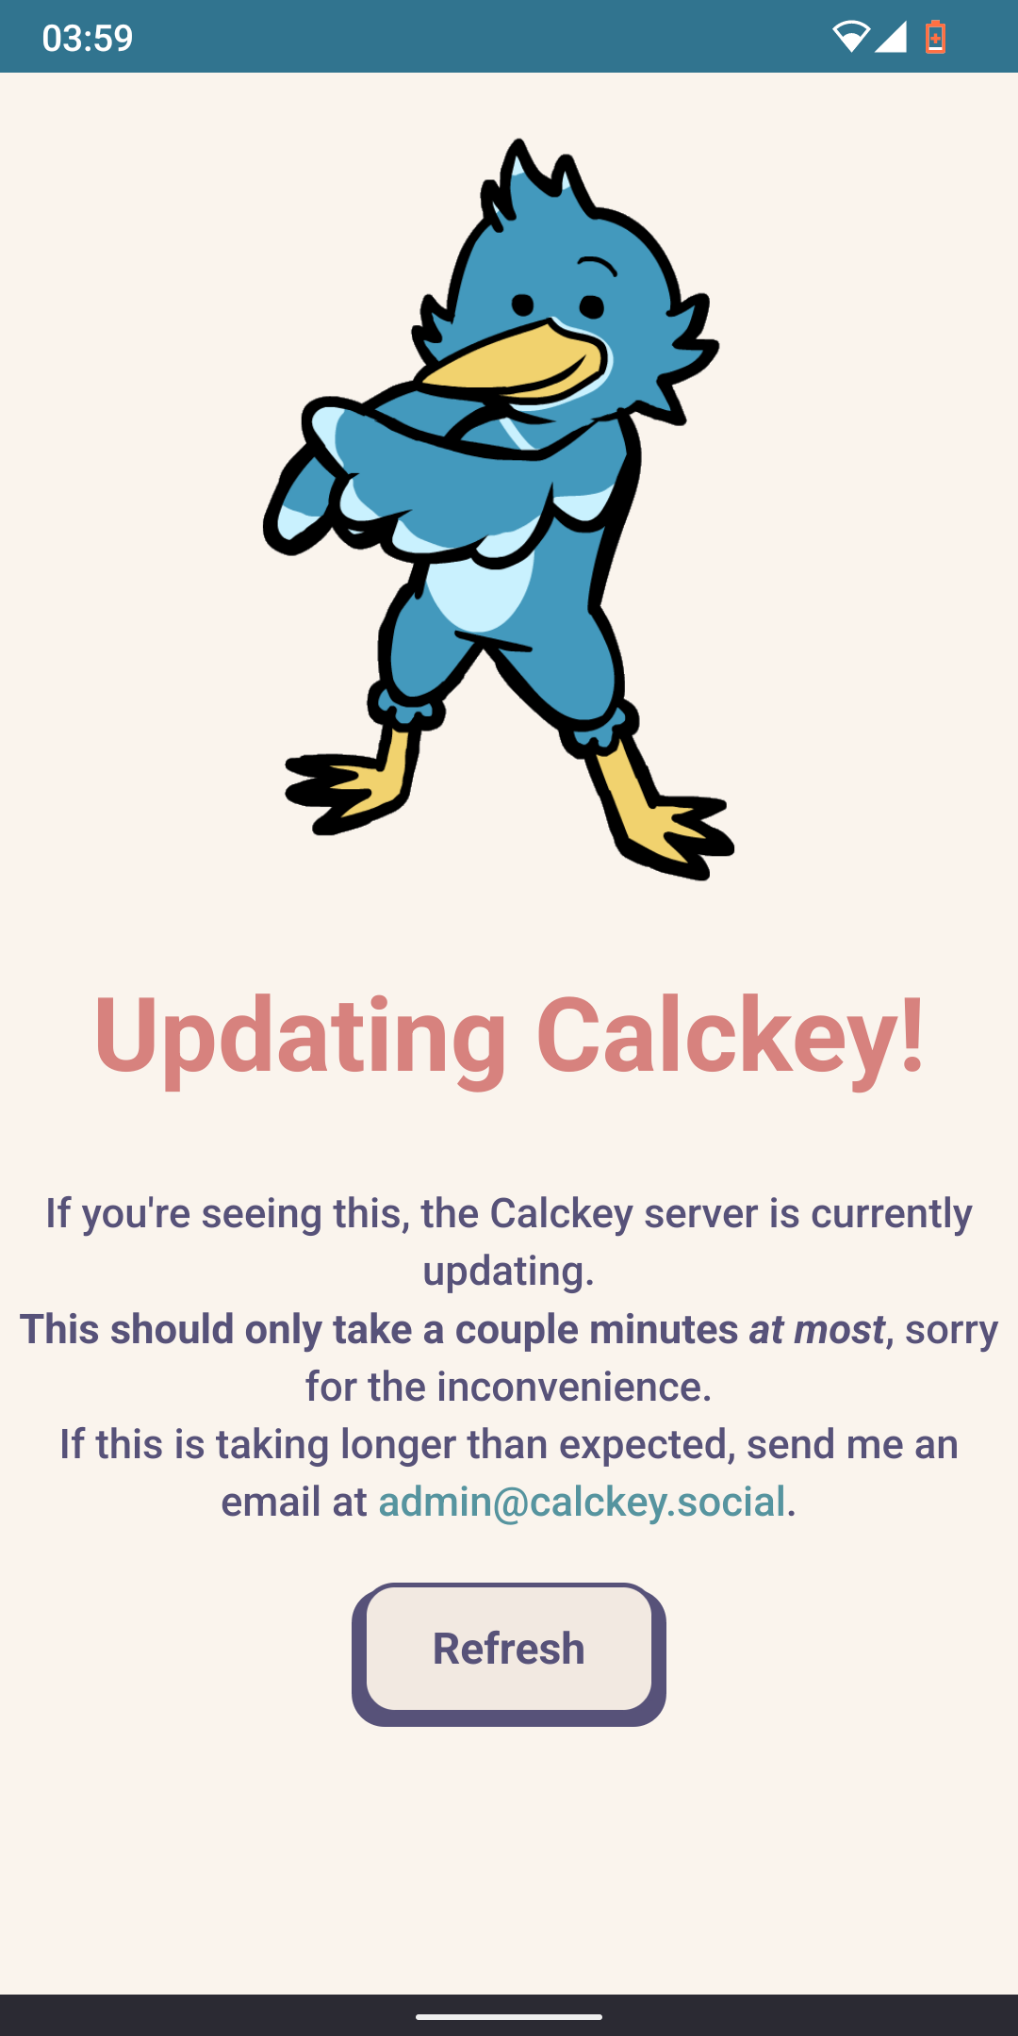 03:59
Updating Calckey!
If you're seeing this, the Calckey server is currently
updating.
This should only take a couple minutes at most, sorry
for the inconvenience.
If this is taking longer than expected, send me an
email at admin@calckey.social.
Refresh